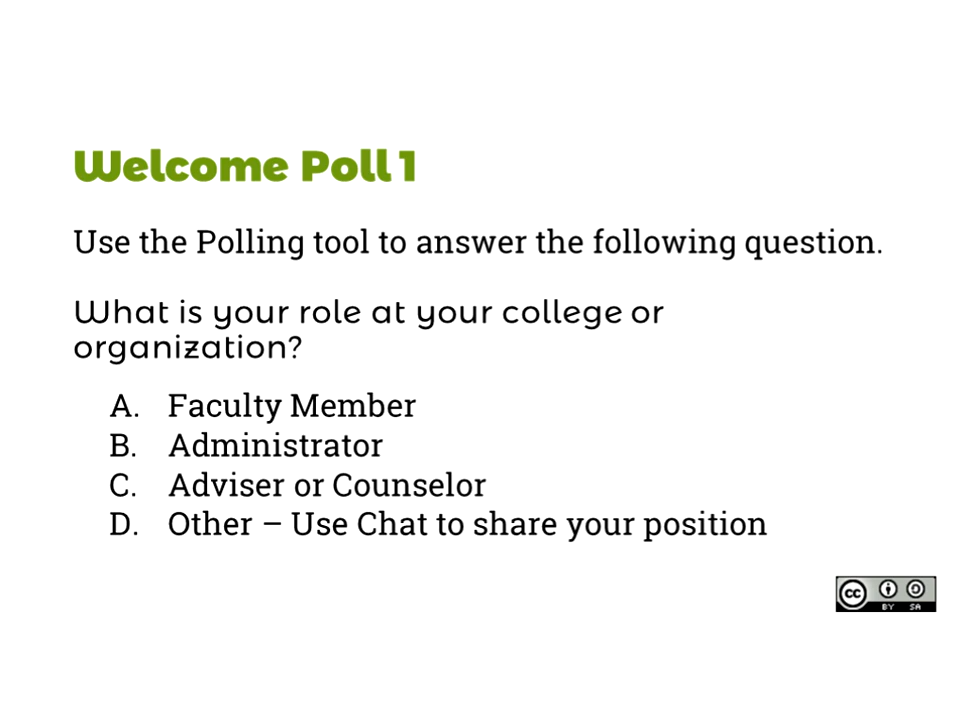 Welcome Poll 1
Use the Polling tool to answer the following question.
What is your role at your college or
organization?
A. Faculty Member
B. Administrator
C. Adviser or Counselor
D. Other – Use Chat to share your position
cc
BY SA